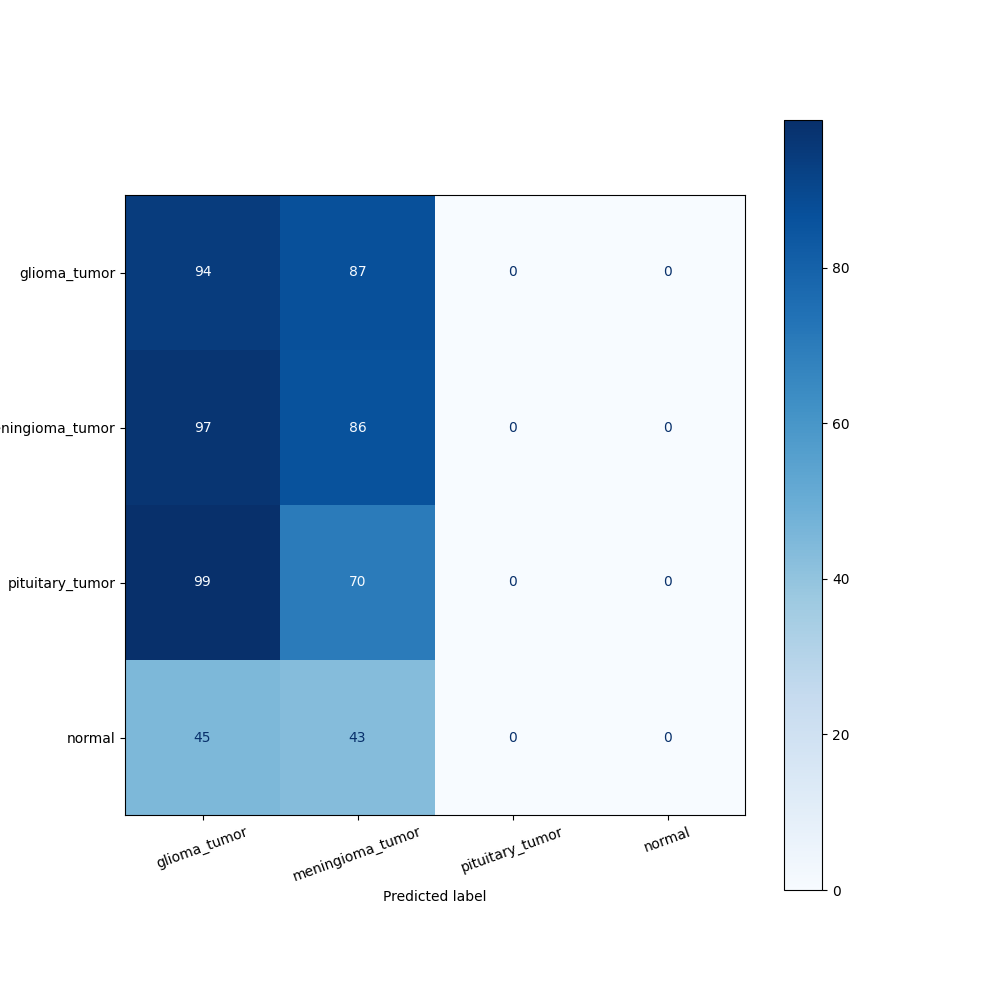 glioma_tumor 94 87 0 0
ningioma_tumor 97 86 0 0
pituitary_tumor 99 70 0 0
normal 45 43 0 0
glioma_tumor meningioma_tumor pituitary_tumor normal
Predicted label
80
60
40
20
0